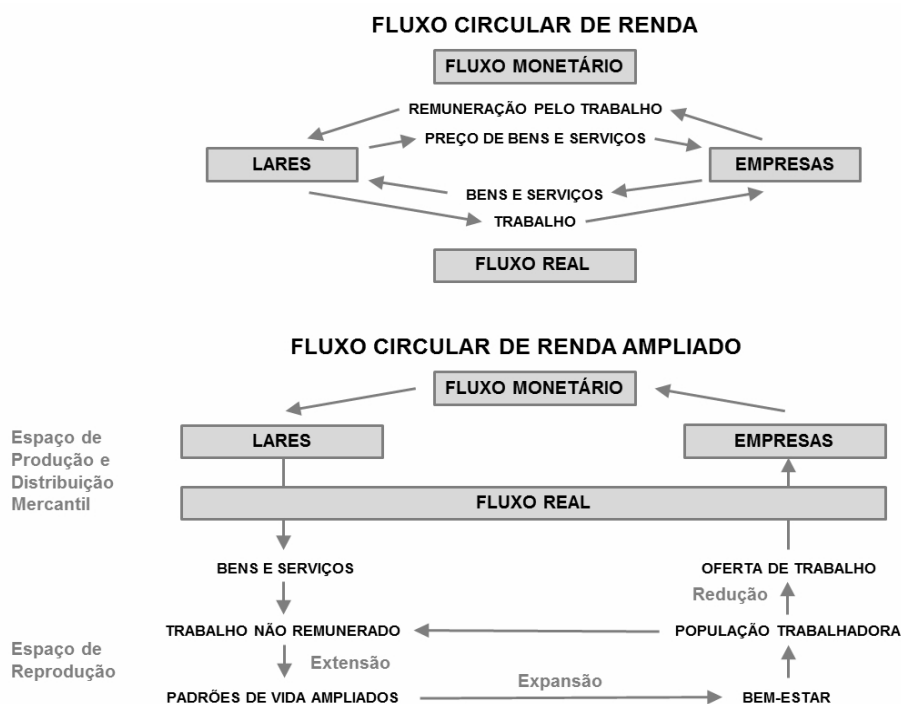 FLUXO CIRCULAR DE RENDA
FLUXO MONETÁRIO
REMUNERAÇÃO PELO TRABALHO
PREÇO DE BENS E SERVIÇOS
LARES
EMPRESAS
BENS E SERVIÇOS
TRABALHO
FLUXO REAL
FLUXO CIRCULAR DE RENDA AMPLIADO
FLUXO MONETÁRIO
Espaço de
Produção e
Distribuição
Mercantil
LARES
EMPRESAS
FLUXO REAL
BENS E SERVIÇOS
OFERTA DE TRABALHO
Redução
Espaço de
Reprodução
TRABALHO NÃO REMUNERADO
POPULAÇÃO TRABALHADORA
Extensão
Expansão
PADRÕES DE VIDA AMPLIADOS
BEM-ESTAR